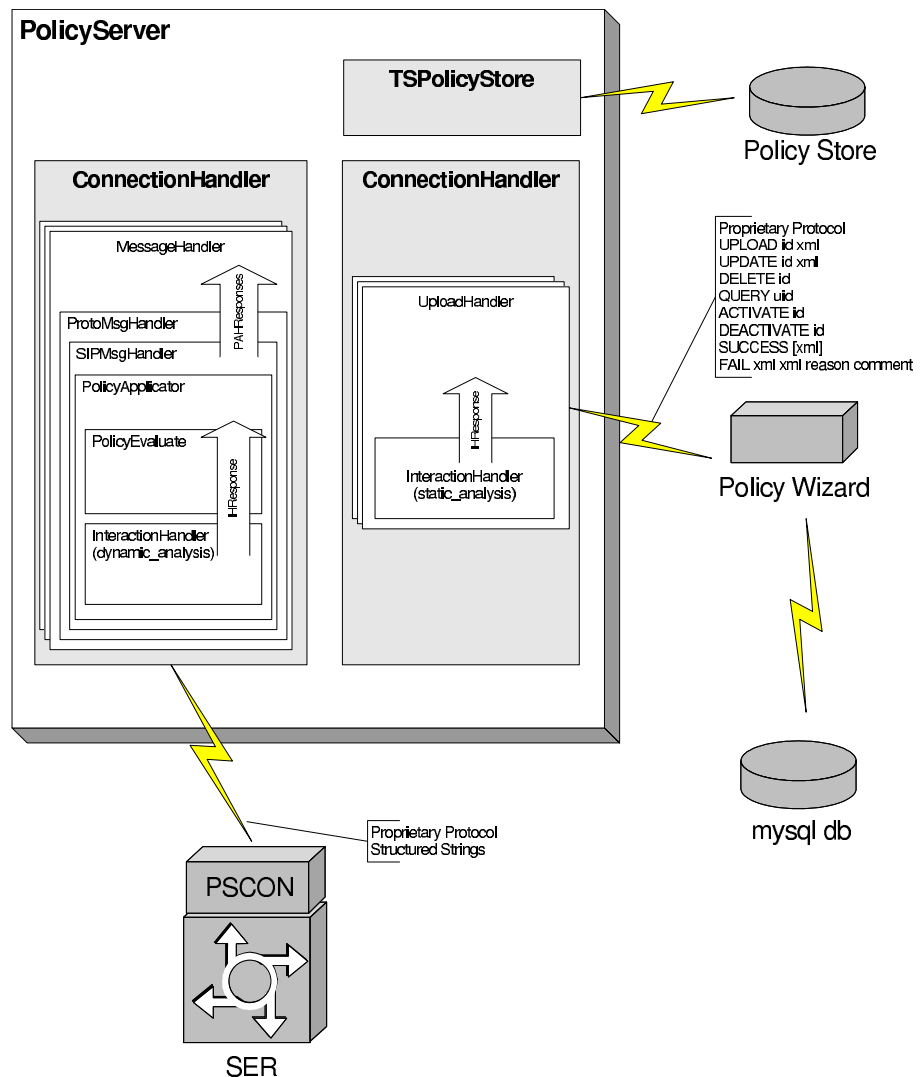 PolicyServer
TSPolicyStore
Policy Store
ConnectionHandler
MessageHandler
PAHResponses
ProtoMsgHandler
SIPMsgHandler
PolicyApplicator
PolicyEvaluate
IHResponse
InteractionHandler
(dynamic_analysis)
ConnectionHandler
UploadHandler
IHResponse
InteractionHandler
(static_analysis)
Proprietary Protocol
UPLOAD id xml
UPDATE id xml
DELETE id
QUERY uid
ACTIVATE id
DEACTIVATE id
SUCCESS [xml]
FAIL xml xml reason comment
Policy Wizard
mysql db
Proprietary Protocol
Structured Strings
PSCON
SER